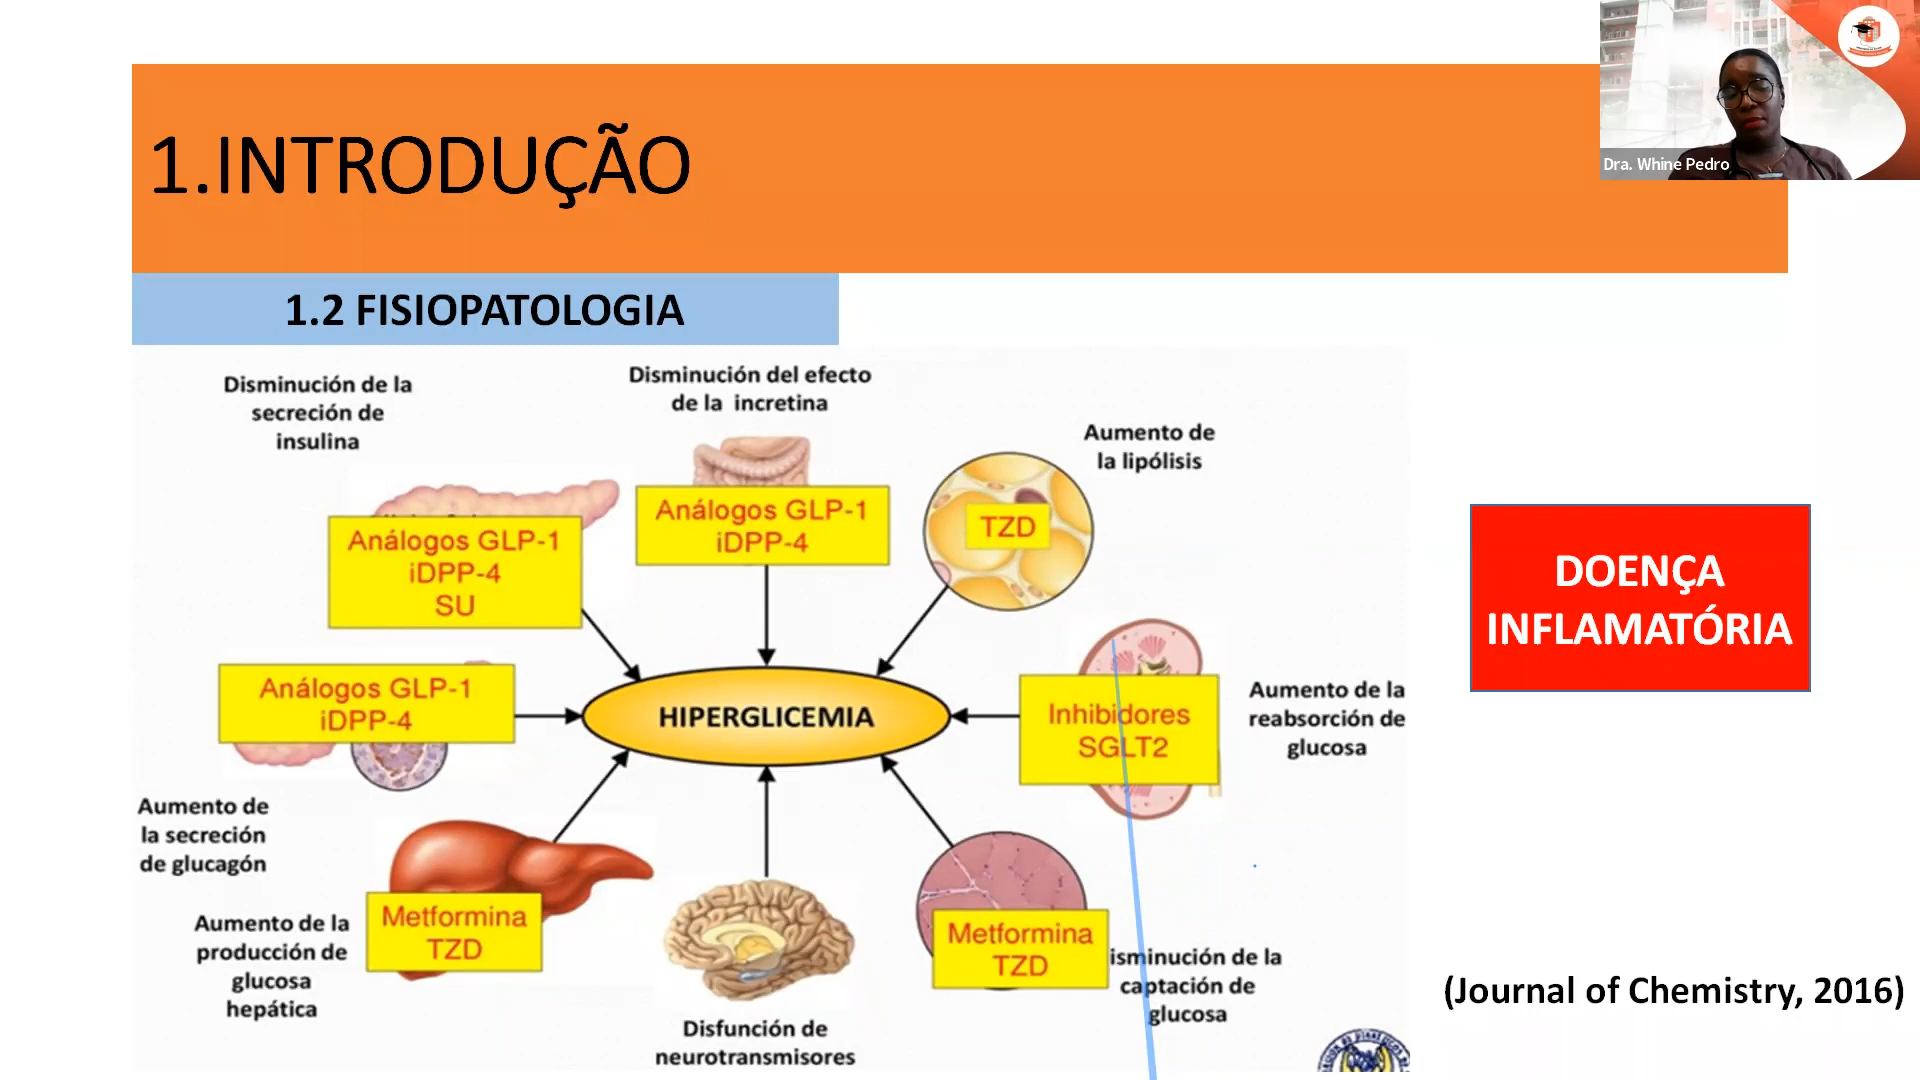 1.INTRODUÇÃO
Dra. Whine Pedro
1.2 FISIOPATOLOGIA
Disminución de la
secreción de
insulina
Disminución del efecto
de la incretina
Aumento de
la lipólisis
Análogos GLP-1
iDPP-4
SU
Análogos GLP-1
iDPP-4
TZD
DOENÇA
INFLAMATÓRIA
Análogos GLP-1
iDPP-4
HIPERGLICEMIA
Inhibidores
SGLT2
Aumento de la
reabsorción de
glucosa
Aumento de
la secreción
de glucagón
Metformina
TZD
Aumento de la
producción de
glucosa
hepática
Metformina
TZD
isminución de la
captación de
glucosa
Disfunción de
neurotransmisores
(Journal of Chemistry, 2016)